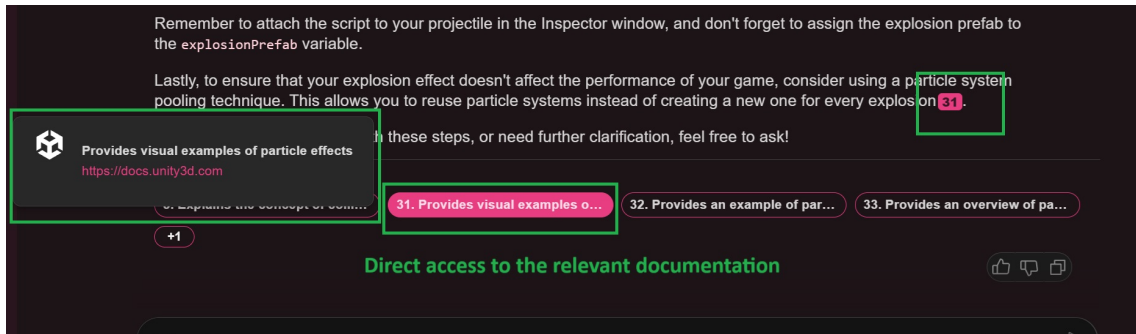 Remember to attach the script to your projectile in the Inspector window, and don't forget to assign the explosion prefab to
the explosionPrefab variable.
Lastly, to ensure that your explosion effect doesn't affect the performance of your game, consider using a particle system
pooling technique. This allows you to reuse particle systems instead of creating a new one for every explosion 31 .
these steps, or need further clarification, feel free to ask!
Provides visual examples of particle effects
https://docs.unity3d.com
31. Provides visual examples o...
32. Provides an example of par...
33. Provides an overview of pa...
+1
Direct access to the relevant documentation